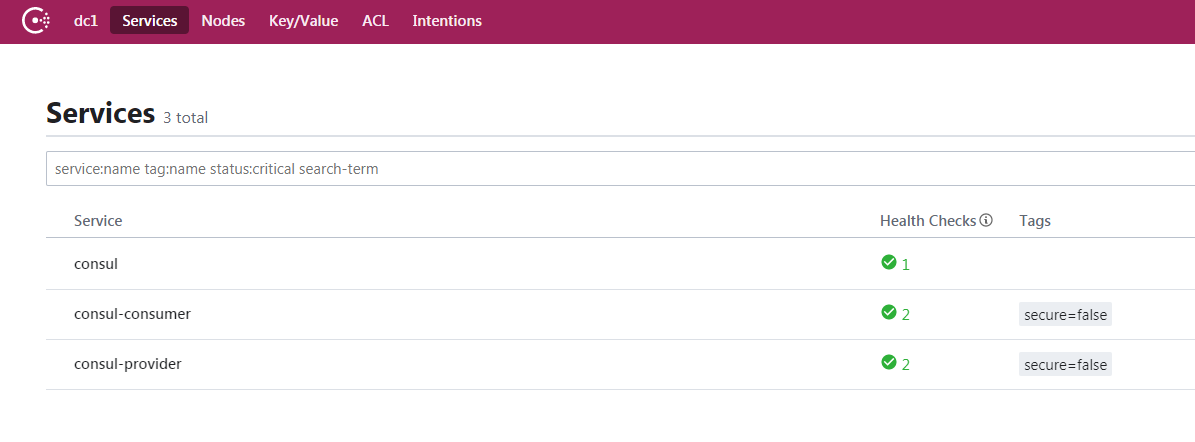 dc1 Services Nodes Key/Value ACL Intentions
Services 3 total
service:name tag:name status:critical search-term
Service Health Checks Tags
consul 1
consul-consumer 2 secure=false
consul-provider 2 secure=false